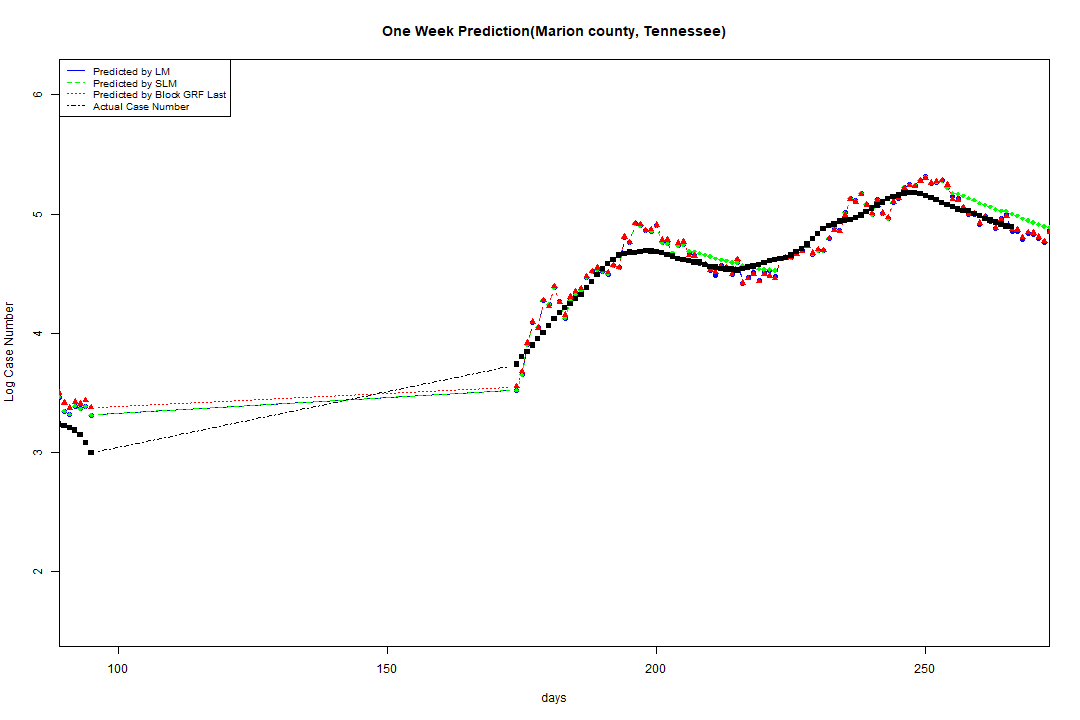 One Week Prediction(Marion county, Tennessee)
Predicted by LM
Predicted by SLM
Predicted by Block GRF Last
Actual Case Number
6
5
4
3
2
Log Case Number
100 150 200 250
days